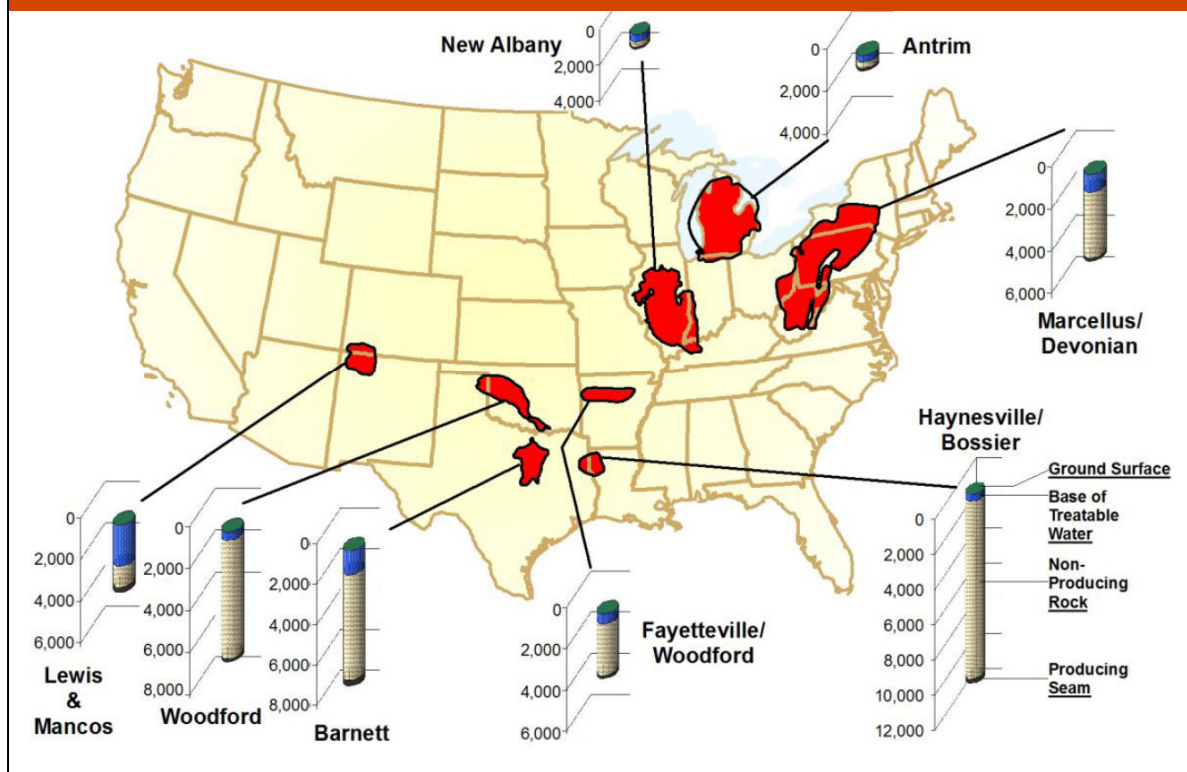 New Albany
0
2,000
4,000
Antrim
0
2,000
4,000
0
2,000
4,000
6,000
Marcellus/
Devonian
Haynesville/
Bossier
Ground Surface
Base of
Treatable
Water
Non-
Producing
Rock
Producing
Seam
0
2,000
4,000
6,000
8,000
10,000
12,000
0
2,000
4,000
6,000
Lewis
&
Mancos
0
2,000
4,000
6,000
8,000
Woodford
0
2,000
4,000
6,000
8,000
Barnett
0
2,000
4,000
6,000
Fayetteville/
Woodford